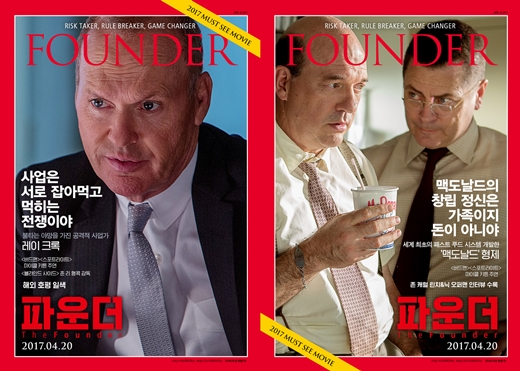 RISK TAKER, RULE BREAKER, GAME CHANGER
FOUNDER
2017 MUST SEE MOVIE
사업은
서로 잡아먹고
먹히는
전쟁이야
불타는 야망을 가진 공격적 사업가
레이 크록
<버드맨><스포트라이트>
마이클 키튼 주연
<블라인드 사이드> 존 리 행콕 감독
해외 호평 일색
파운더
The Founder
2017.04.20
RISK TAKER, RULE BREAKER, GAME CHANGER
FOUNDER
맥도날드의
창립 정신은
가족이지
돈이 아니야
세계 최초의 패스트 푸드 시스템 개발한
'맥도날드' 형제
<버드맨><스포트라이트>
마이클 키튼 주연
존 캐럴 린치&닉 오퍼맨 인터뷰 수록
파운더
The Founder
2017.04.20
2017 MUST SEE MOVIE